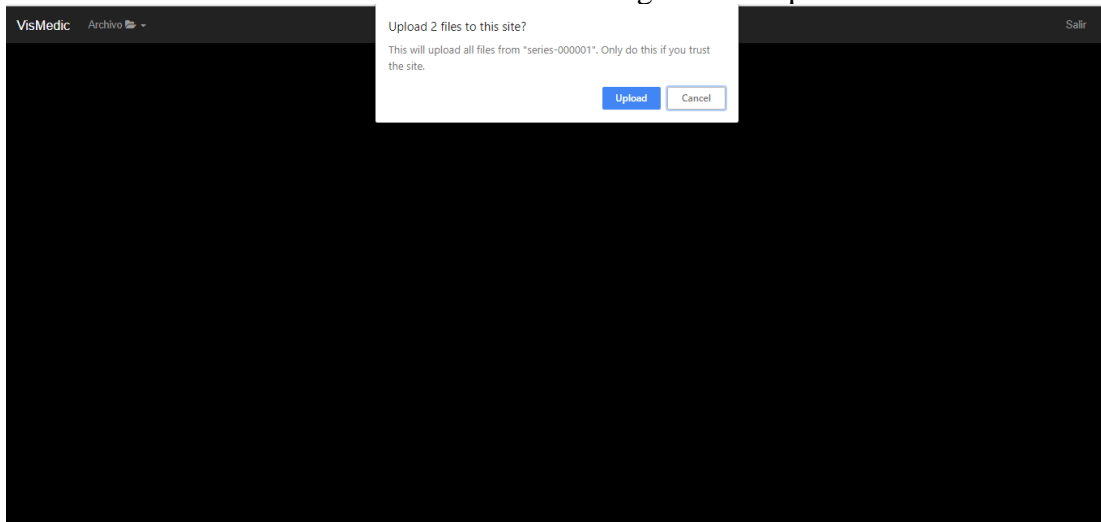 VisMedic Archivo Salir
Upload 2 files to this site?
This will upload all files from "series-000001". Only do this if you trust
the site.
Upload Cancel